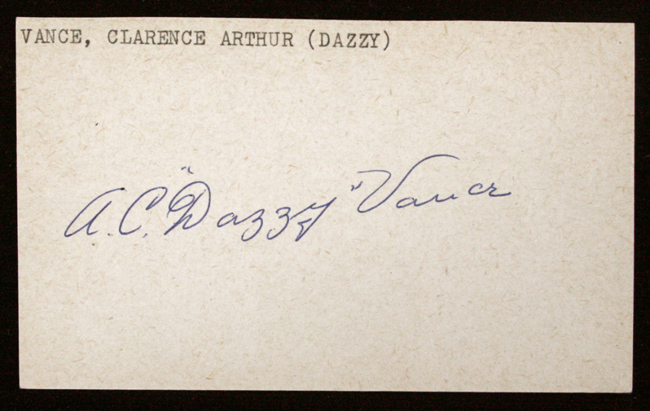 VANCE, CLARENCE ARTHUR (DAZZY)
A.C. "Dazzy" Vance